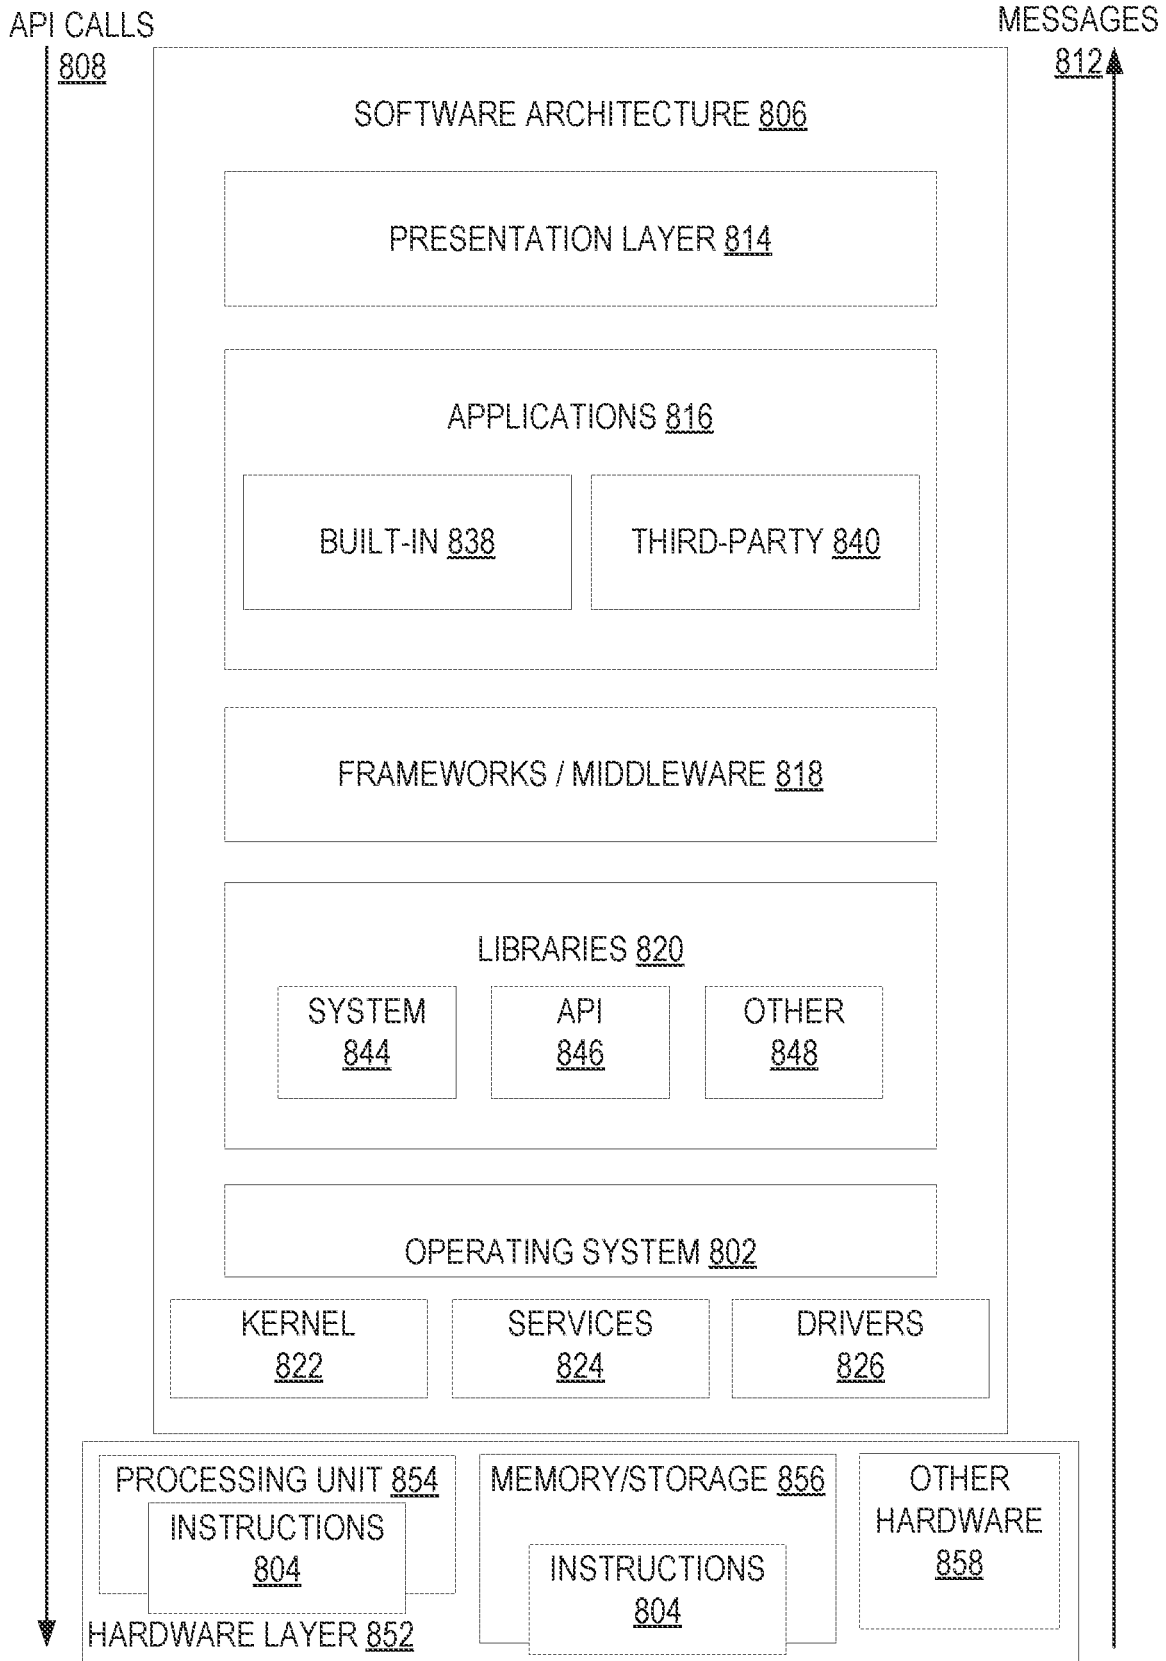 API CALLS
808
MESSAGES
812
SOFTWARE ARCHITECTURE 806
PRESENTATION LAYER 814
APPLICATIONS 816
BUILT-IN 838
THIRD-PARTY 840
FRAMEWORKS / MIDDLEWARE 818
LIBRARIES 820
SYSTEM
844
API
846
OTHER
848
OPERATING SYSTEM 802
KERNEL
822
SERVICES
824
DRIVERS
826
PROCESSING UNIT 854
INSTRUCTIONS
804
MEMORY/STORAGE 856
INSTRUCTIONS
804
OTHER
HARDWARE
858
HARDWARE LAYER 852